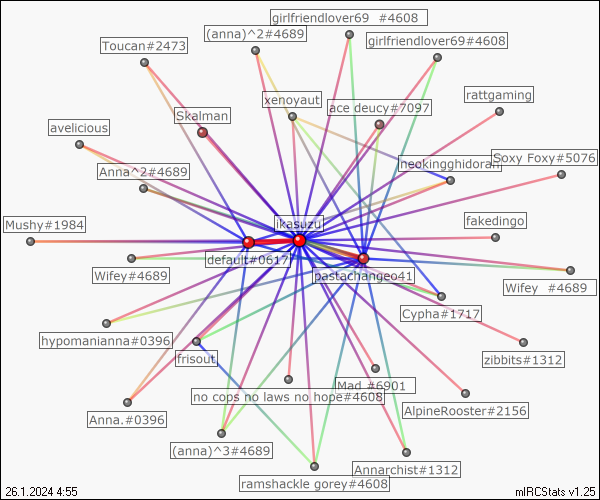 girlfriendlover69 #4608
(anna)^2#4689
girlfriendlover69#4608
Toucan#2473
xenoyaut
rattgaming
ace deucy#7097
Skalman
avelicious
neokingghidorah
Soxy Foxy#5076
Anna^2#4689
ikasuzu
Mushy#1984
fakedingo
default#0617
pastachangeo41
Wifey#4689
Wifey #4689
Cypha#1717
hypomanianna#0396
frisout
zibbits#1312
Mad #6901
no cops no laws no hope#4608
AlpineRooster#2156
Anna.#0396
(anna)^3#4689
Annarchist#1312
ramshackle gorey#4608
26.1.2024 4:55
mIRCStats v1.25